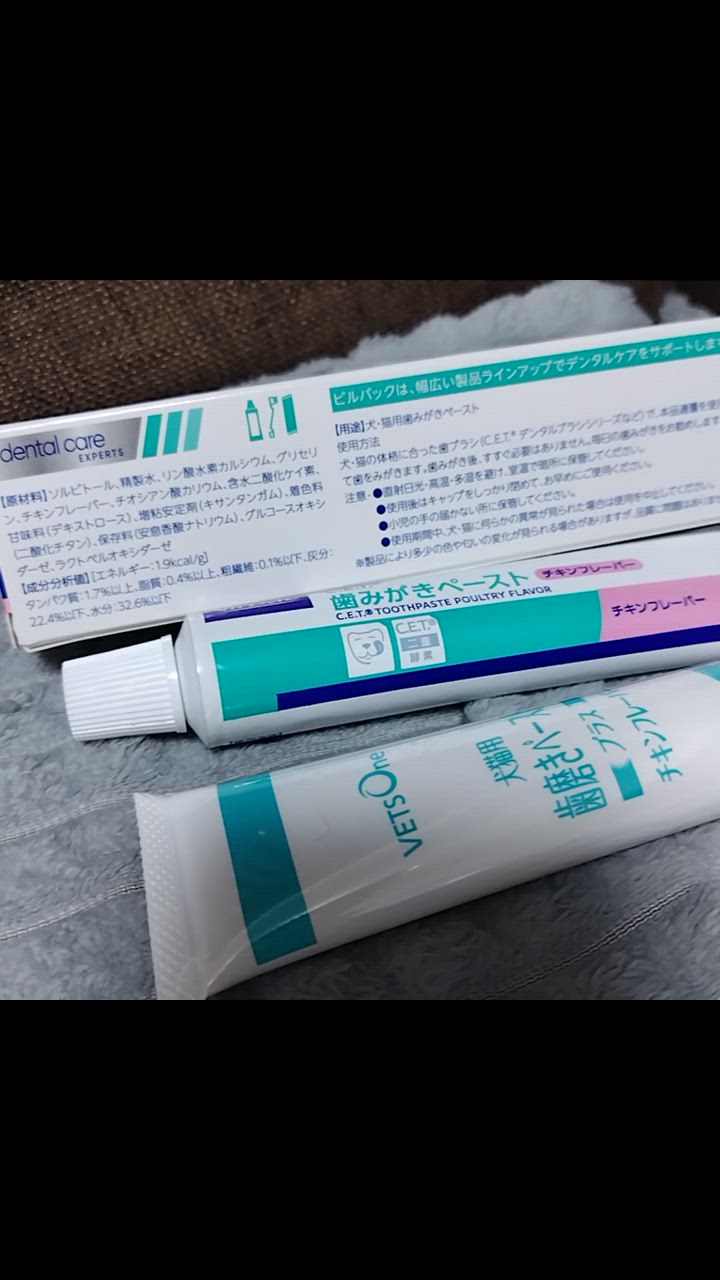 dental care
EXPERTS
【原材料】ソルビトール、精製水、リン酸水素カルシウム、グリセリ
ン、チキンフレーバー、チオシアン酸カリウム、含水二酸化ケイ素、
甘味料(デキストロース)、増粘安定剤(キサンタンガム)、着色料
(二酸化チタン)、保存料(安息香酸ナトリウム)、グルコースオキシ
ダーゼ、ラクトペルオキシダーゼ
【成分分析値】[エネルギー:1.9kcal/g]
タンパク質:1.7%以上、脂質:0.4%以上、粗繊維:0.1%以下、灰分:
22.4%以下、水分:32.6%以下
ビルバックは、幅広い製品ラインアップでデンタルケアをサポートします
【用途】犬・猫用歯みがきペースト
使用方法
犬・猫の体格に合った歯ブラシ(C.E.T.® デンタルブラシシリーズなど)で、本品適量を使
て歯をみがきます。歯みがき後、すすぐ必要はありません。毎日の歯みがきをお勧めします
注意・●直射日光・高温・多湿を避け、室温で暗所に保管してください。
●使用後はキャップをしっかり閉めて、お早めにご使用ください。
●小児の手の届かない所に保管してください。
●使用期間中、犬・猫に何らかの異常が見られた場合は使用を中止してください。
※製品により多少の色や匂いの変化が見られる場合がありますが、品質に問題はありま
歯みがきペースト チキンフレーバー
C.E.T.® TOOTHPASTE POULTRY FLAVOR
C.E.T.®
二重
酵素
チキンフレーバー
VETSOne
犬猫用
歯磨きペース
プラス
チキンフレーバ